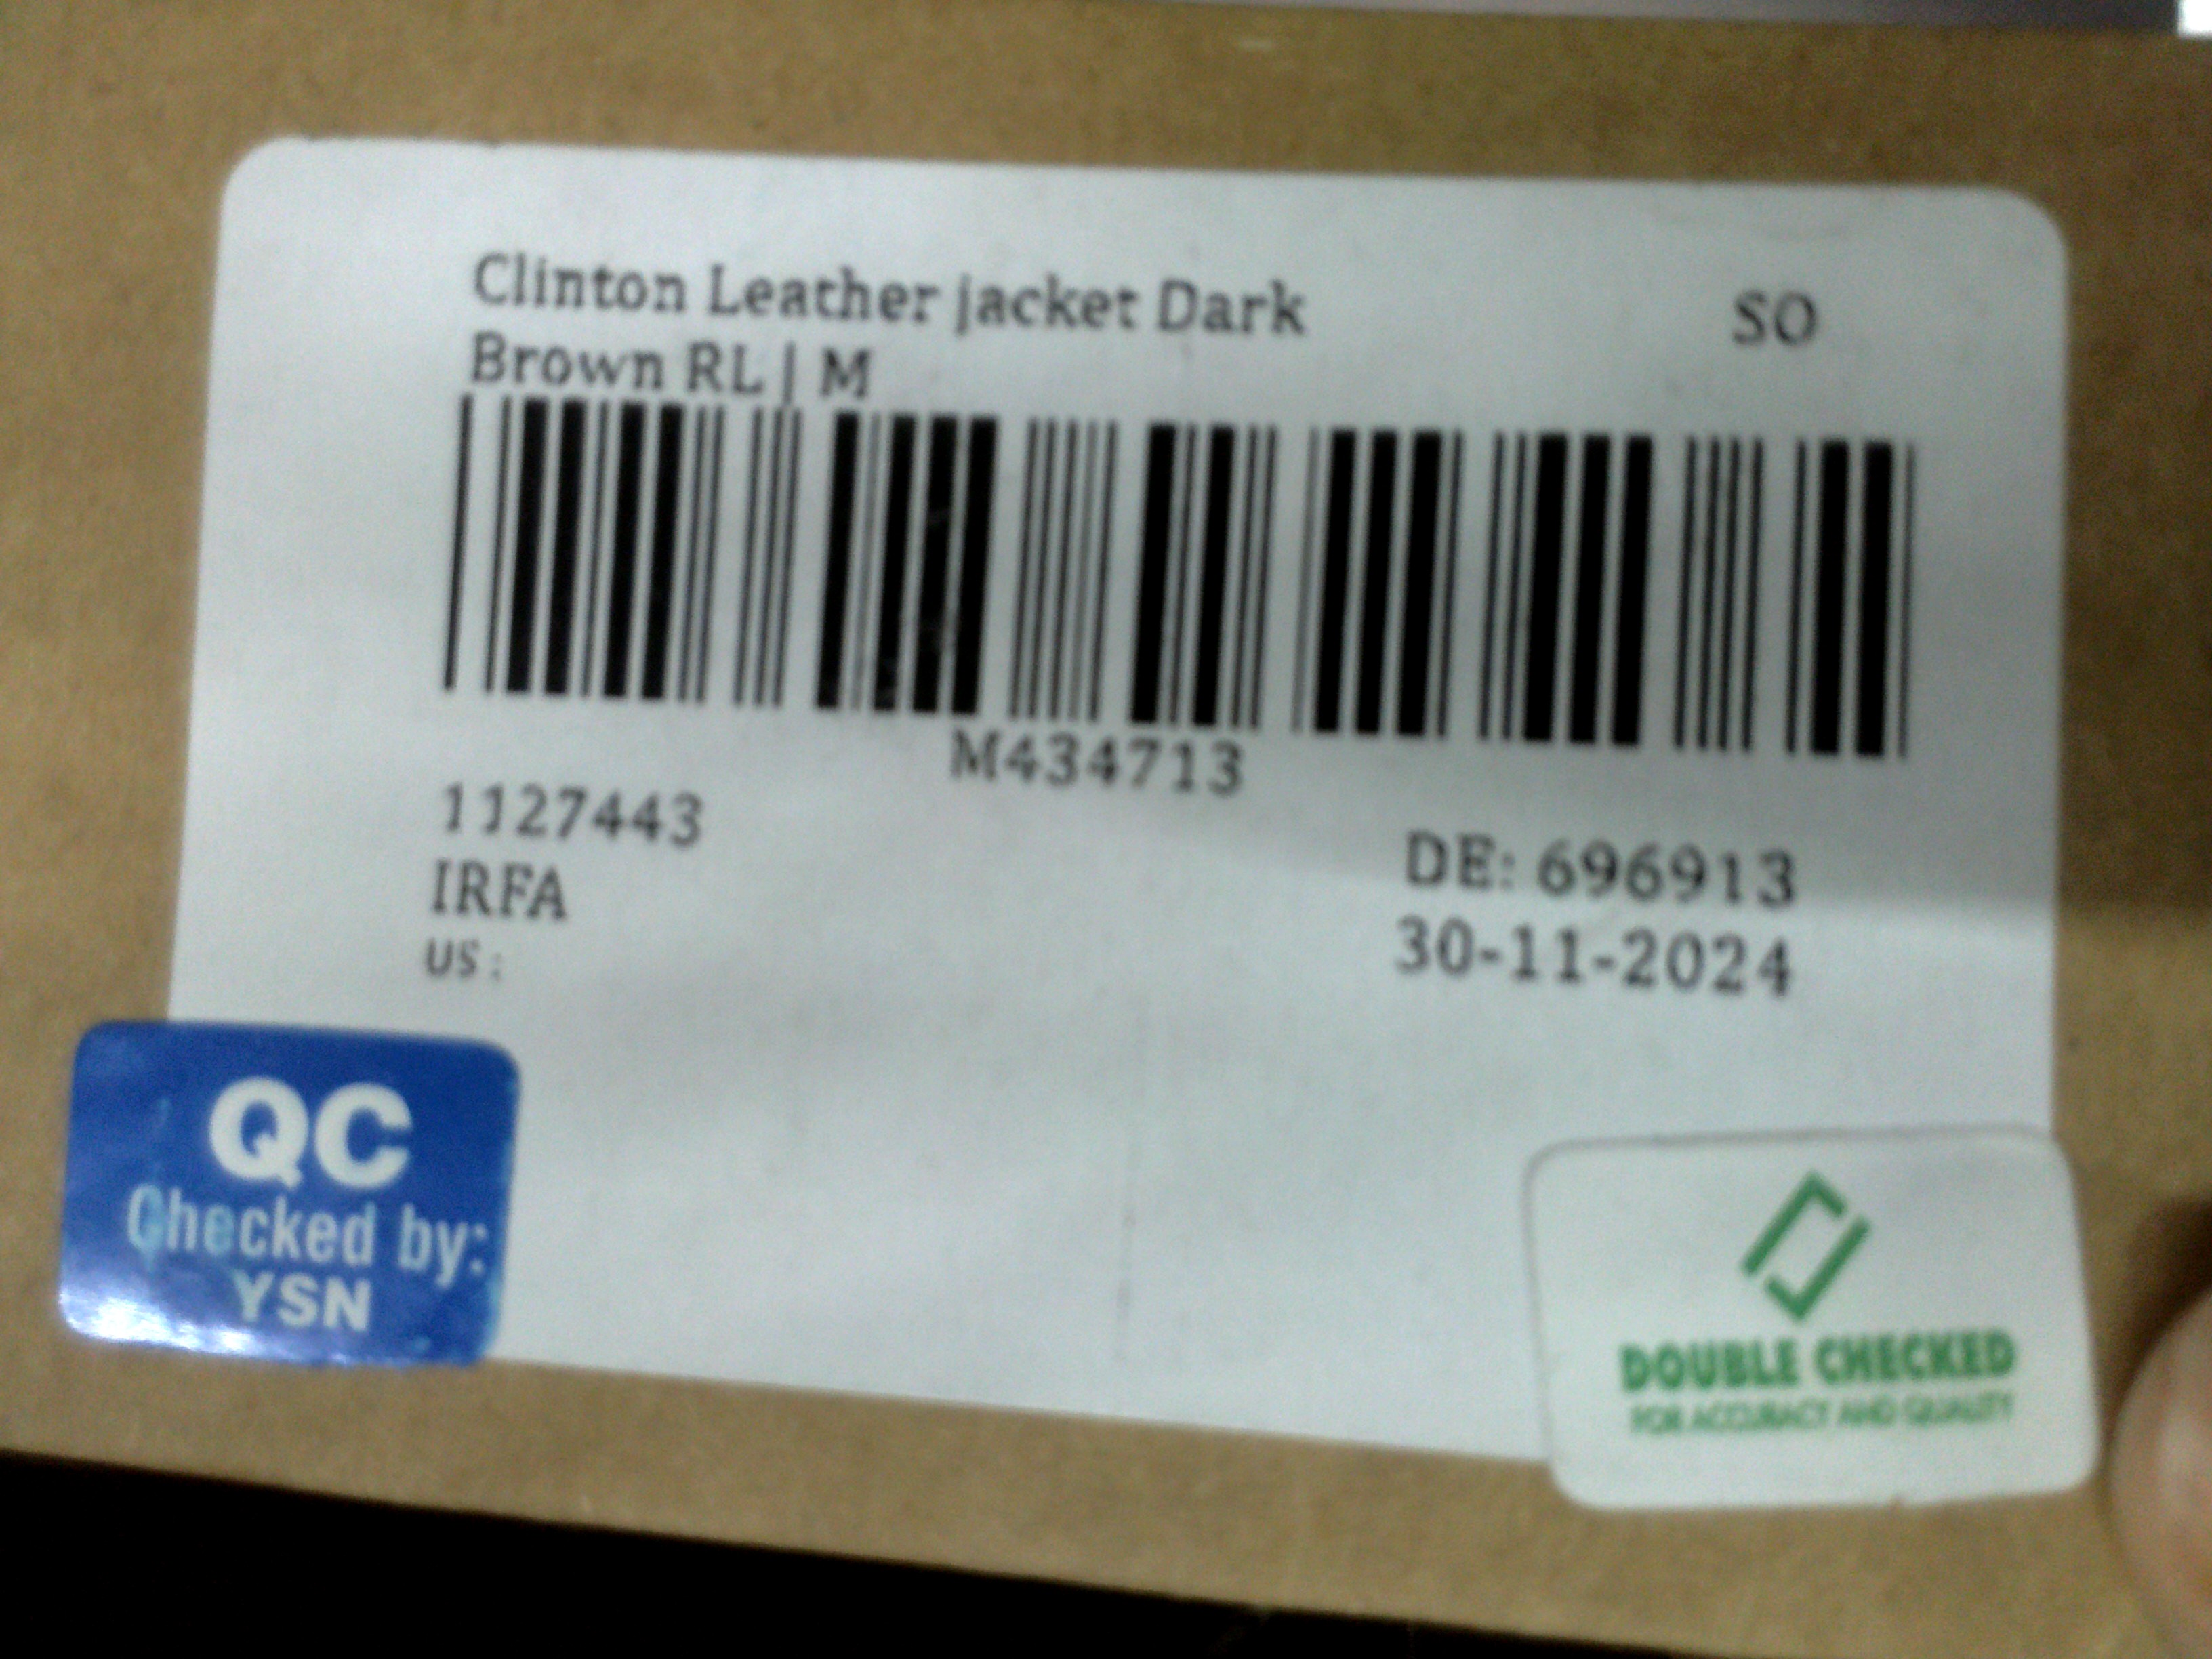 Clinton Leather jacket Dark
Brown RL | M
SO
M434713
1127443
IRFA
US :
DE: 696913
30-11-2024
QC
Checked by:
YSN
DOUBLE CHECKED
FOR ACCURACY AND QUALITY